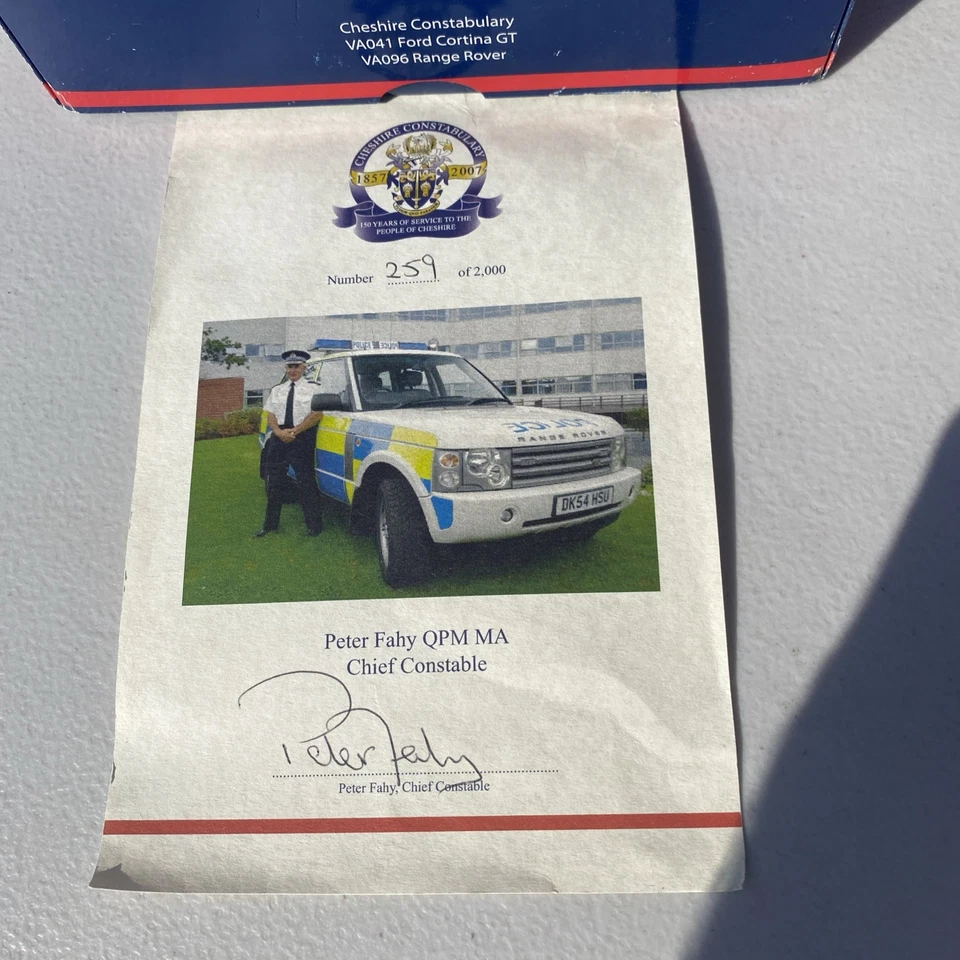 Cheshire Constabulary
VA041 Ford Cortina GT
VA096 Range Rover
CHESHIRE CONSTABULARY
1857 2007
150 YEARS OF SERVICE TO THE
PEOPLE OF CHESHIRE
Number 259 of 2,000
POLICE
POLICE
RANGE ROVER
DK54 HSU
Peter Fahy QPM MA
Chief Constable
Peter Fahy
Peter Fahy, Chief Constable